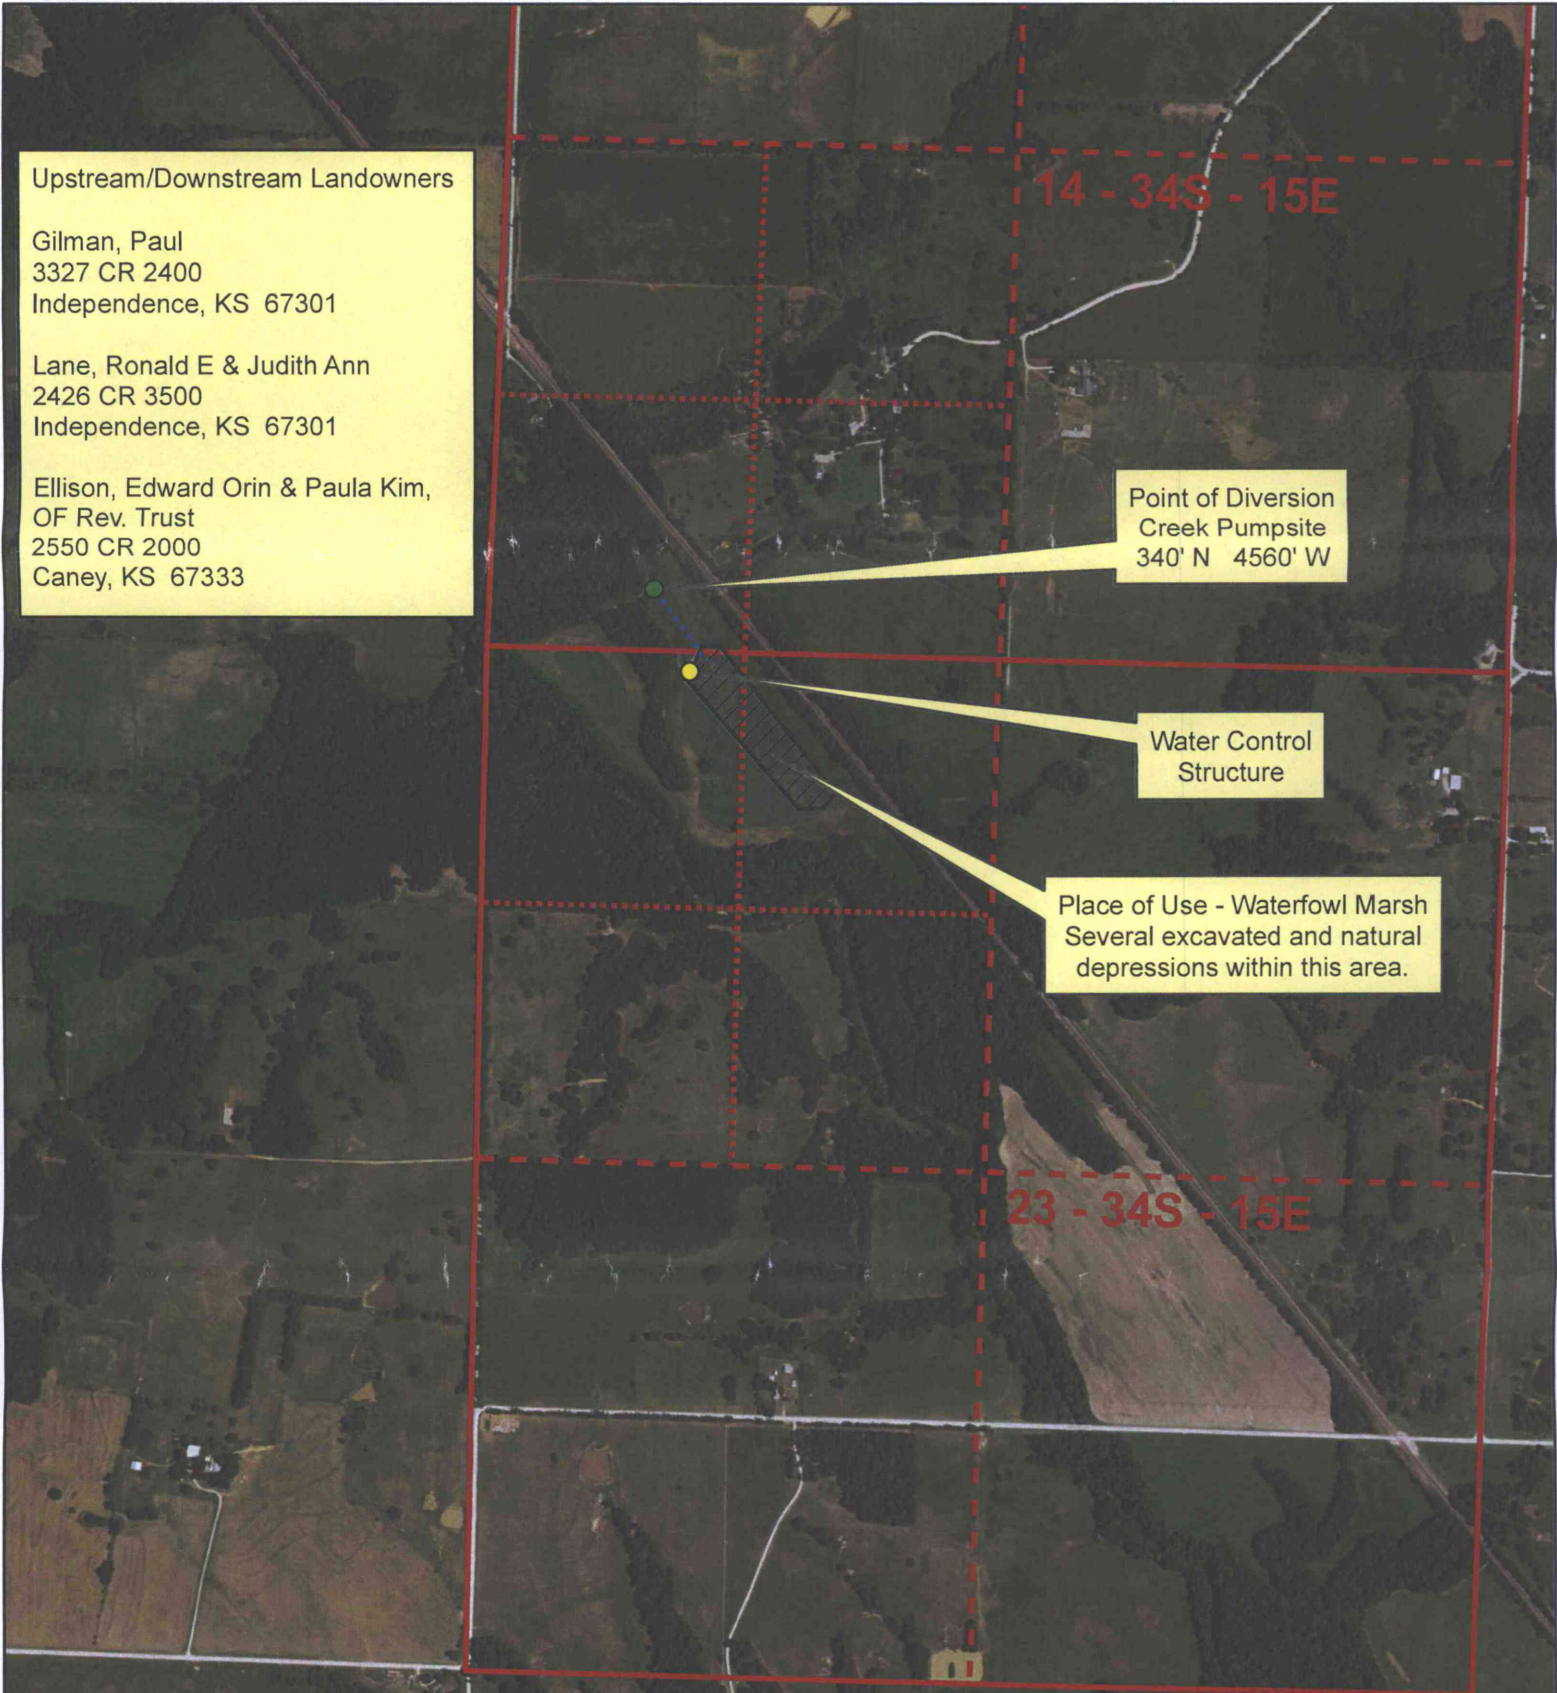 Upstream/Downstream Landowners
Gilman, Paul
3327 CR 2400
Independence, KS 67301
Lane, Ronald E & Judith Ann
2426 CR 3500
Independence, KS 67301
Ellison, Edward Orin & Paula Kim,
OF Rev. Trust
2550 CR 2000
Caney, KS 67333
14 - 34S - 15E
Point of Diversion
Creek Pumpsite
340' N 4560' W
Water Control
Structure
Place of Use - Waterfowl Marsh
Several excavated and natural
depressions within this area.
23 - 34S - 15E